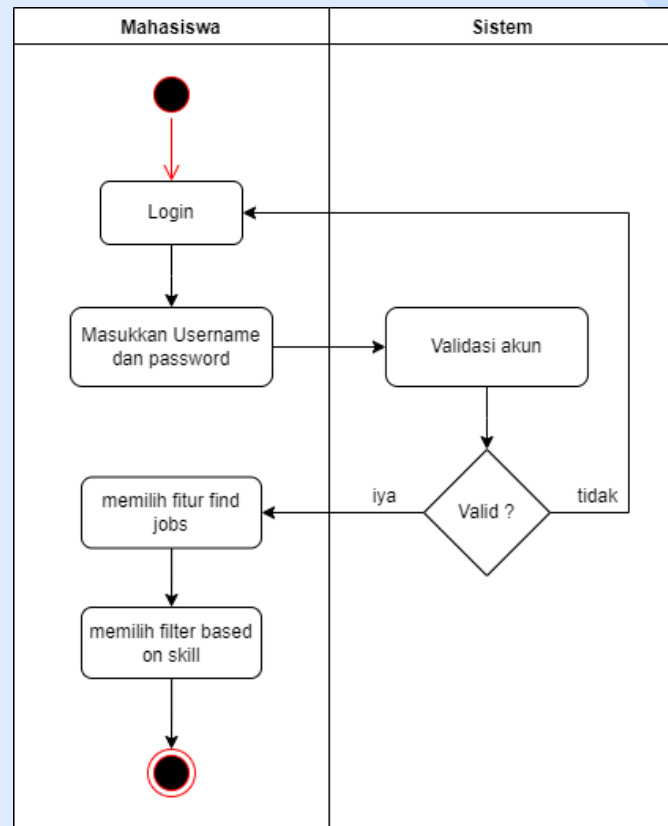 Mahasiswa
Sistem
Login
Masukkan Username
dan password
Validasi akun
Valid ?
iya
tidak
memilih fitur find
jobs
memilih filter based
on skill